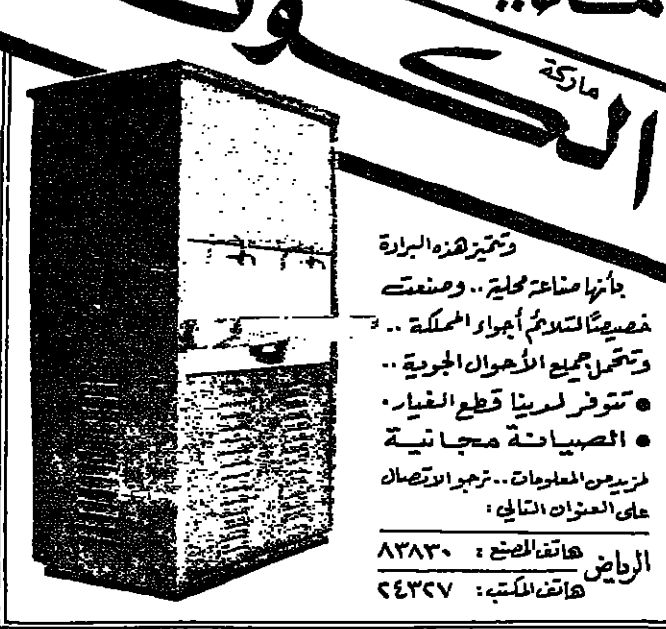 ماركة
وتتميز هذه البرادة
بأنها صناعة محلية .. وصنعت
خصيصًا لتلائم أجواء المملكة ..
وتتحمل جميع الأحوال الجوية ..
• تتوفر لدينا قطع الغيار .
• الصيانة مجانية
لمزيد من المعلومات .. نرجو الاتصال
على العنوان التالي :
الرياض
هاتف المصنع : ٨٣٨٣٠
هاتف المكتب : ٢٤٣٢٧